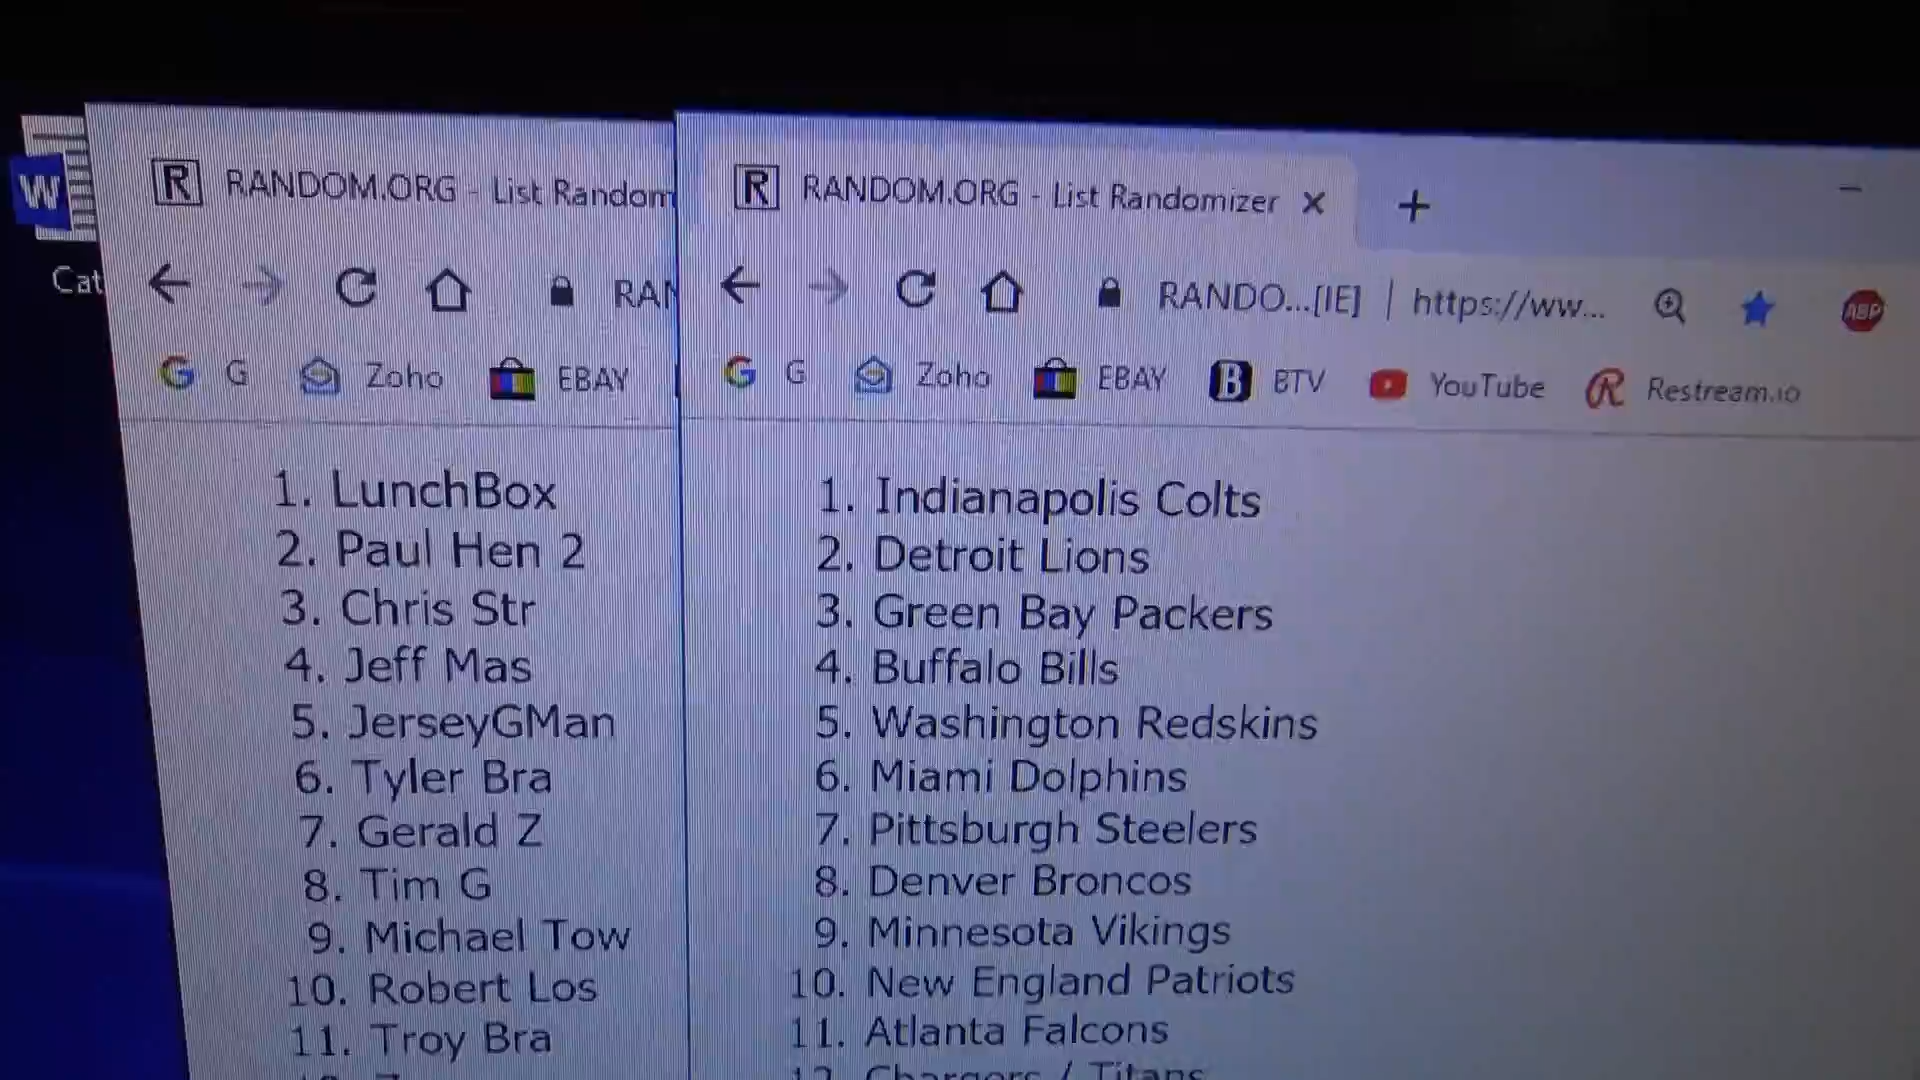 W
Cat
R RANDOM.ORG - List Random
RAN
G G Zoho EBAY
1. LunchBox
2. Paul Hen 2
3. Chris Str
4. Jeff Mas
5. JerseyGMan
6. Tyler Bra
7. Gerald Z
8. Tim G
9. Michael Tow
10. Robert Los
11. Troy Bra
R RANDOM.ORG - List Randomizer
RANDO...[IE] | https://ww... ABP
G G Zoho EBAY B BTV YouTube R Restream.io
1. Indianapolis Colts
2. Detroit Lions
3. Green Bay Packers
4. Buffalo Bills
5. Washington Redskins
6. Miami Dolphins
7. Pittsburgh Steelers
8. Denver Broncos
9. Minnesota Vikings
10. New England Patriots
11. Atlanta Falcons
12. Chargers / Titans